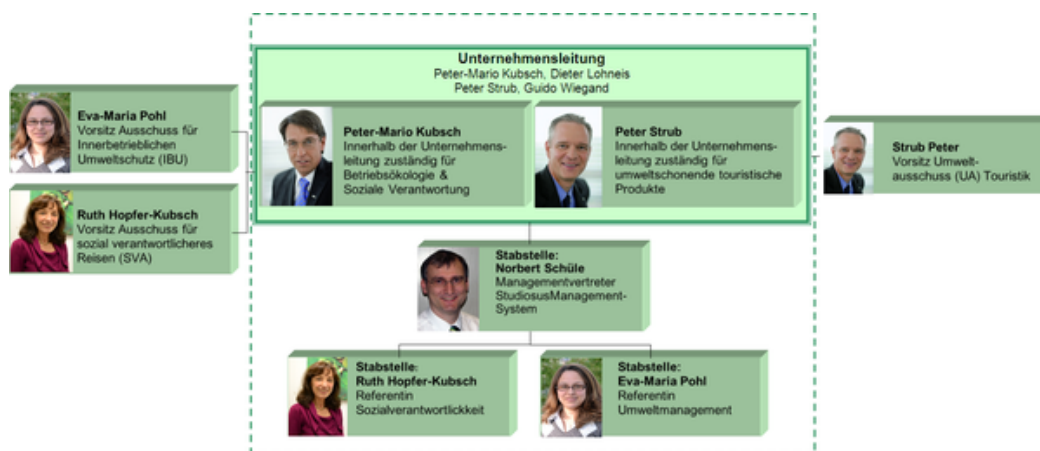 Unternehmensleitung
Peter-Mario Kubsch, Dieter Lohneis
Peter Strub, Guido Wiegand
Eva-Maria Pohl
Vorsitz Ausschuss für
Innerbetrieblichen
Umweltschutz (IBU)
Ruth Hopfer-Kubsch
Vorsitz Ausschuss für
sozial verantwortlicheres
Reisen (SVA)
Peter-Mario Kubsch
Innerhalb der Unternehmens-
leitung zuständig für
Betriebsökologie &
Soziale Verantwortung
Peter Strub
Innerhalb der Unternehmens-
leitung zuständig für
umweltschonende touristische
Produkte
Strub Peter
Vorsitz Umwelt-
ausschuss (UA) Touristik
Stabstelle:
Norbert Schüle
Managementvertreter
StudiosusManagement-
System
Stabstelle:
Ruth Hopfer-Kubsch
Referentin
Sozialverantwortlickkeit
Stabstelle:
Eva-Maria Pohl
Referentin
Umweltmanagement